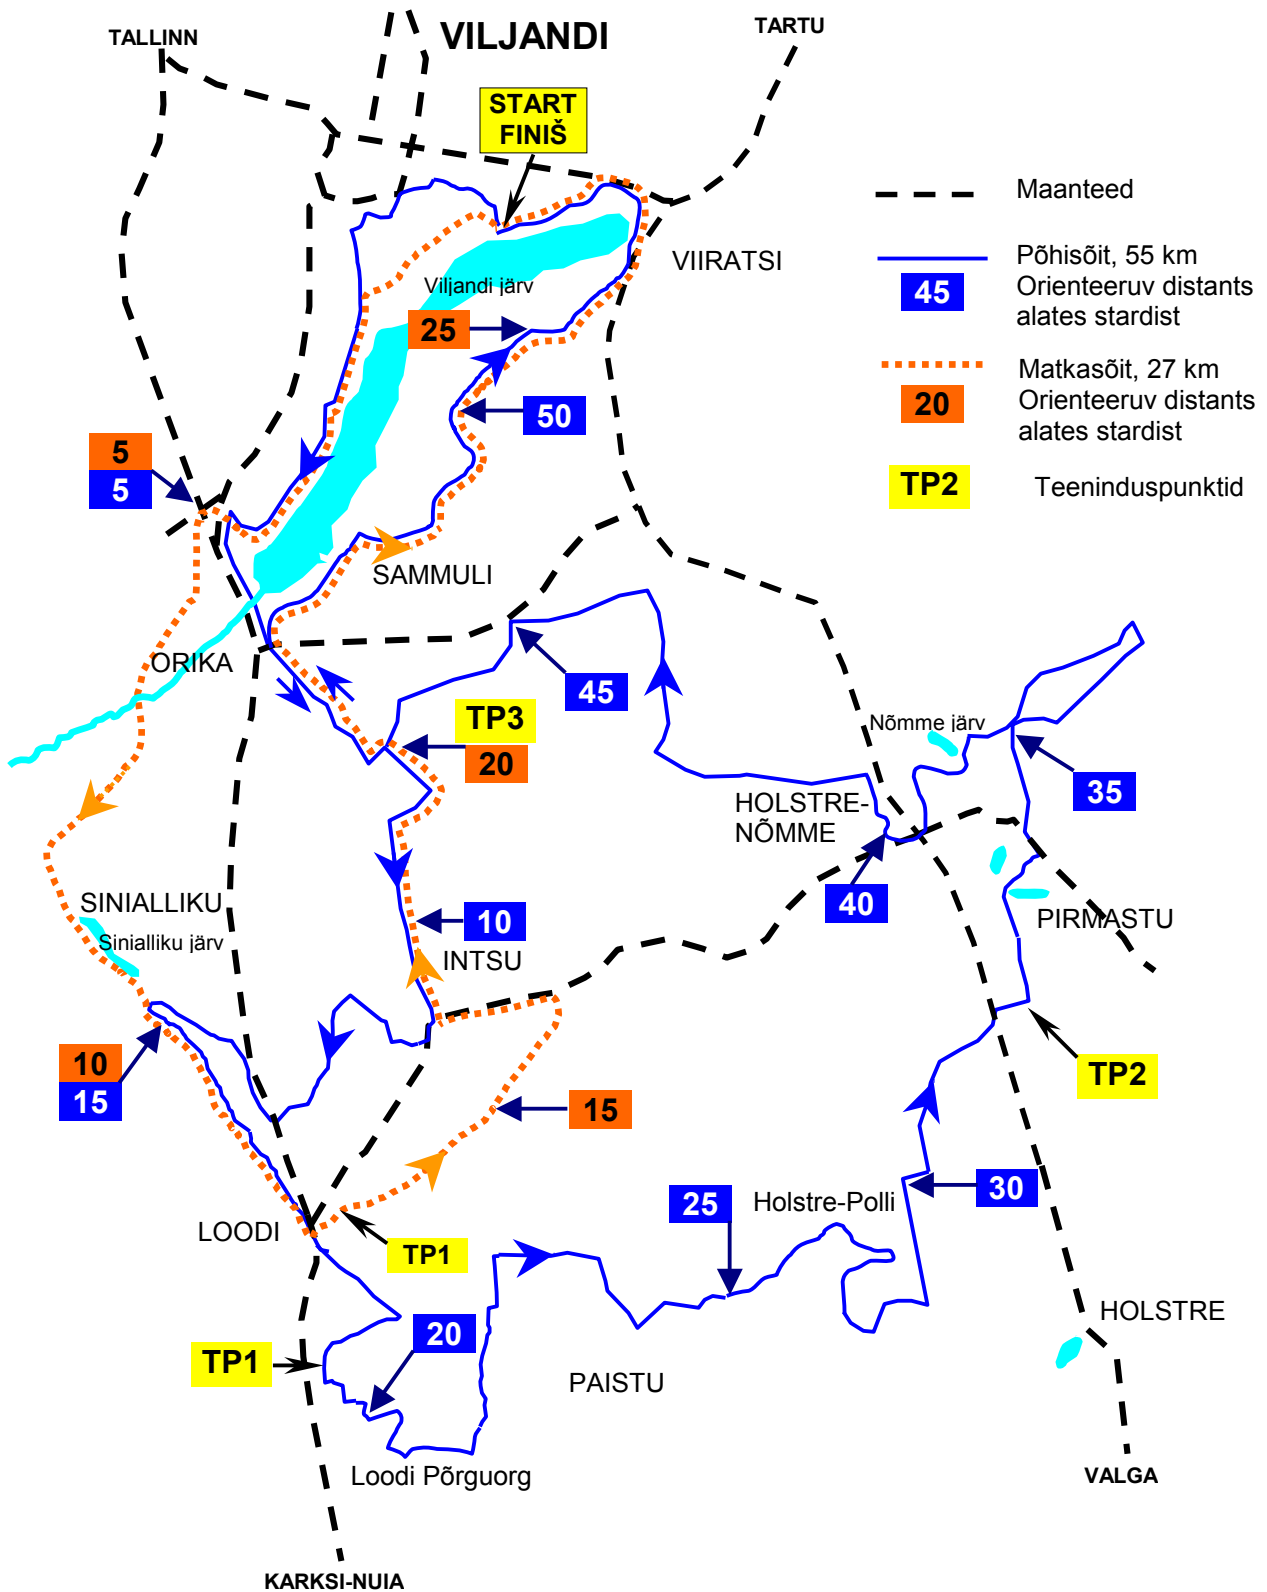 VILJANDI
TALLINN
TARTU
START
FINIŠ
Maanteed
VIIRATSI
Põhisõit, 55 km
45
Orienteeruv distants
alates stardist
Viljandi järv
25
Matkasõit, 27 km
20
Orienteeruv distants
alates stardist
50
5
5
TP2
Teeninduspunktid
SAMMULI
ORIKA
45
TP3
20
Nõmme järv
35
HOLSTRE-
NÕMME
40
SINIALLIKU
Sinialliku järv
10
INTSU
PIRMASTU
10
15
TP2
15
LOODI
TP1
25
Holstre-Polli
30
TP1
20
HOLSTRE
PAISTU
Loodi Põrguorg
VALGA
KARKSI-NUIA